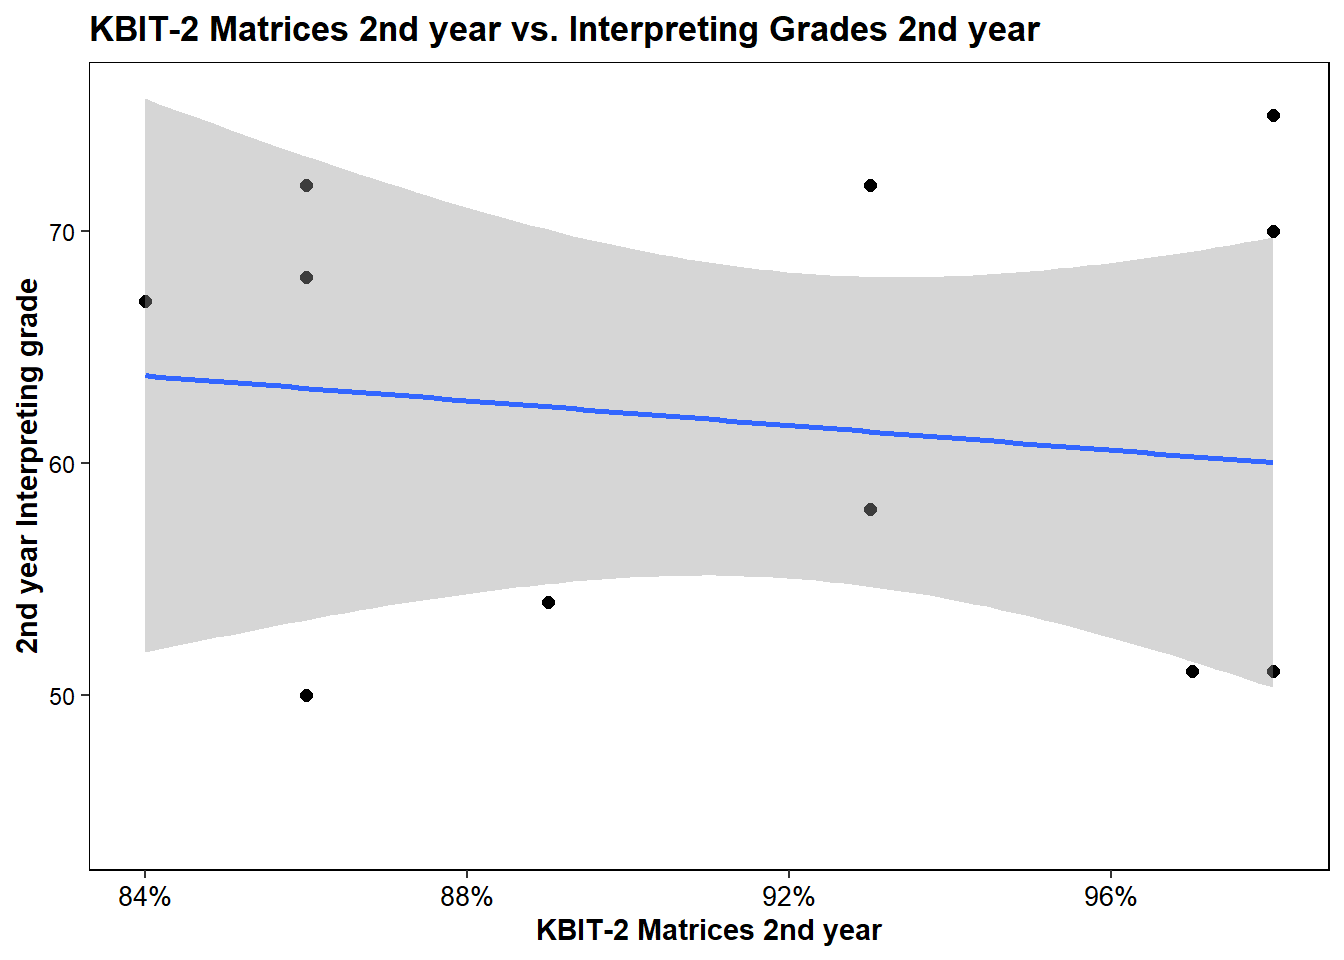 KBIT-2 Matrices 2nd year vs. Interpreting Grades 2nd year
2nd year Interpreting grade
70
60
50
84%
88%
92%
96%
KBIT-2 Matrices 2nd year